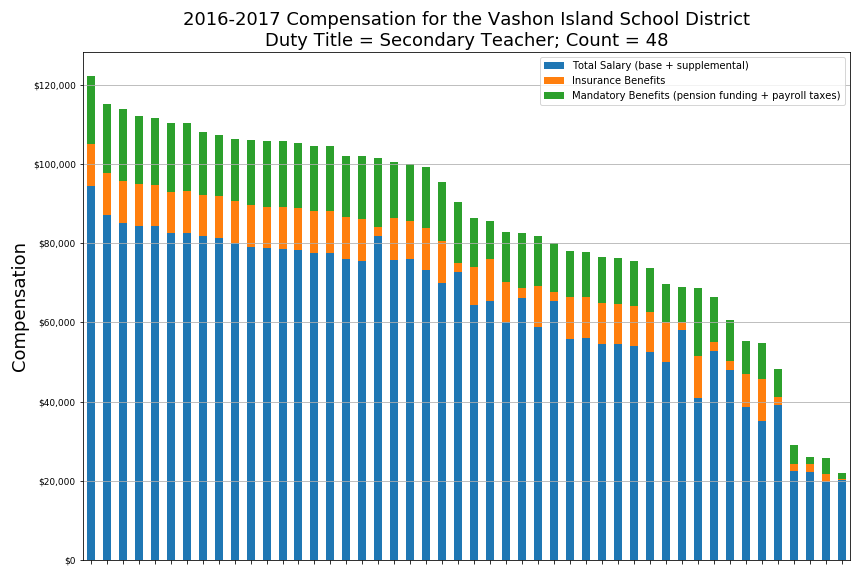 2016-2017 Compensation for the Vashon Island School District
Duty Title = Secondary Teacher; Count = 48
Total Salary (base + supplemental)
Insurance Benefits
Mandatory Benefits (pension funding + payroll taxes)
Compensation
$120,000
$100,000
$80,000
$60,000
$40,000
$20,000
$0